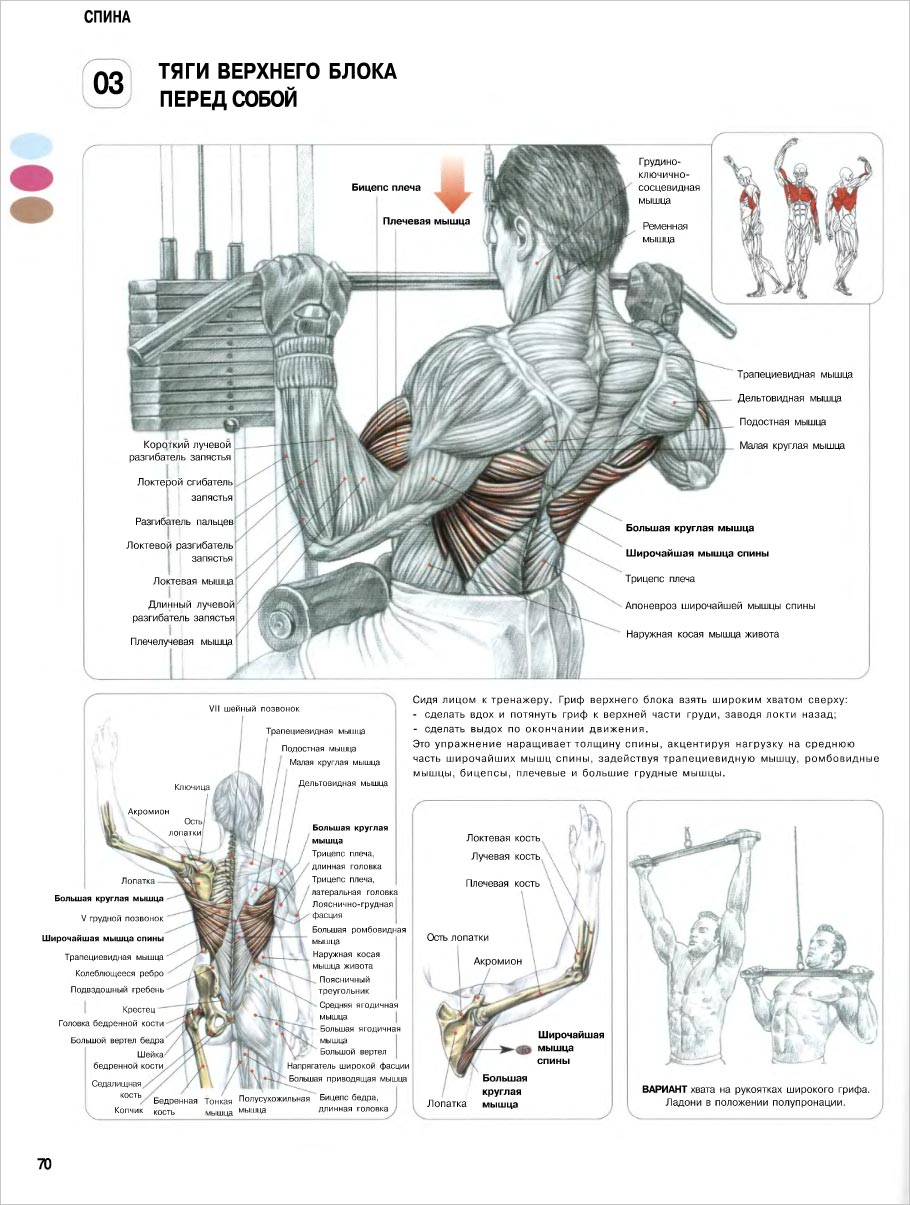 СПИНА
03
ТЯГИ ВЕРХНЕГО БЛОКА
ПЕРЕД СОБОЙ
Бицепс плеча
Плечевая мышца
Грудино-
ключично-
сосцевидная
мышца
Ременная
мышца
Трапециевидная мышца
Дельтовидная мышца
Подостная мышца
Малая круглая мышца
Короткий лучевой
разгибатель запястья
Локтерой сгибатель
запястья
Разгибатель пальцев
Локтевой разгибатель
запястья
Локтевая мышца
Длинный лучевой
разгибатель запястья
Плечелучевая мышца
Большая круглая мышца
Широчайшая мышца спины
Трицепс плеча
Апоневроз широчайшей мышцы спины
Наружная косая мышца живота
Сидя лицом к тренажеру. Гриф верхнего блока взять широким хватом сверху:
- сделать вдох и потянуть гриф к верхней части груди, заводя локти назад;
- сделать выдох по окончании движения.
Это упражнение наращивает толщину спины, акцентируя нагрузку на среднюю
часть широчайших мышц спины, задействуя трапециевидную мышцу, ромбовидные
мышцы, бицепсы, плечевые и большие грудные мышцы.
VII шейный позвонок
Трапециевидная мышца
Подостная мышца
Малая круглая мышца
Дельтовидная мышца
Ключица
Акромион
Ость
лопатки
Лопатка
Большая круглая мышца
V грудной позвонок
Широчайшая мышца спины
Трапециевидная мышца
Колеблющееся ребро
Подвздошный гребень
Крестец
Головка бедренной кости
Большой вертел бедра
Шейка
бедренной кости
Седалищная
кость
Копчик
Бедренная
кость
Тонкая
мышца
Полусухожильная
мышца
Бицепс бедра,
длинная головка
Большая круглая
мышца
Трицепс плеча,
длинная головка
Трицепс плеча,
латеральная головка
Пояснично-грудная
фасция
Большая ромбовидная
мышца
Наружная косая
мышца живота
Поясничный
треугольник
Средняя ягодичная
мышца
Большая ягодичная
мышца
Большой вертел
Напрягатель широкой фасции
Большая приводящая мышца
Локтевая кость
Лучевая кость
Плечевая кость
Ость лопатки
Акромион
Широчайшая
мышца
спины
Большая
круглая
мышца
Лопатка
ВАРИАНТ хвата на рукоятках широкого грифа.
Ладони в положении полупронации.
70